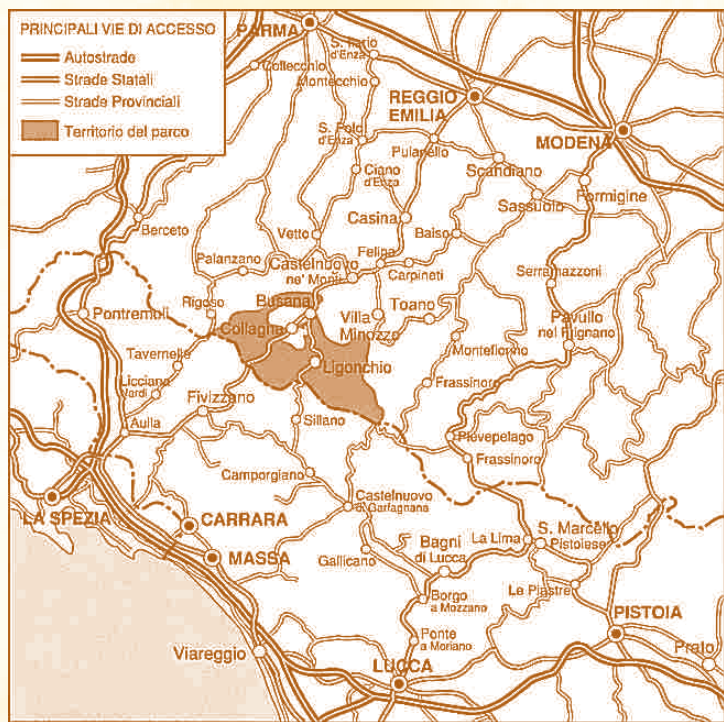 PRINCIPALI VIE DI ACCESSO
Autostrade
Strade Statali
Strade Provinciali
Territorio del parco
PARMA
Collecchio
S. Ilario
d'Enza
Montecchio
REGGIO
EMILIA
MODENA
S. Polo
d'Enza
Puianello
Ciano
d'Enza
Scandiano
Sassuolo
Formigine
Berceto
Vetto
Casina
Baiso
Palanzano
Castelnuovo
ne' Monti
Felina
Carpineti
Serramazzoni
Rigoso
Busana
Collagna
Villa
Minozzo
Toano
Pontremoli
Pavullo
nel Frignano
Tavernelle
Ligonchio
Montefiorino
Licciana
Nardi
Frassinoro
Fivizzano
Aulla
Sillano
Pievepelago
Frassinoro
Camporgiano
Castelnuovo
di Garfagnana
LA SPEZIA
CARRARA
MASSA
Gallicano
Bagni
di Lucca
La Lima
S. Marcello
Pistoiese
Le Piastre
Borgo
a Mozzano
PISTOIA
Ponte
a Moriano
Prato
Viareggio
LUCCA